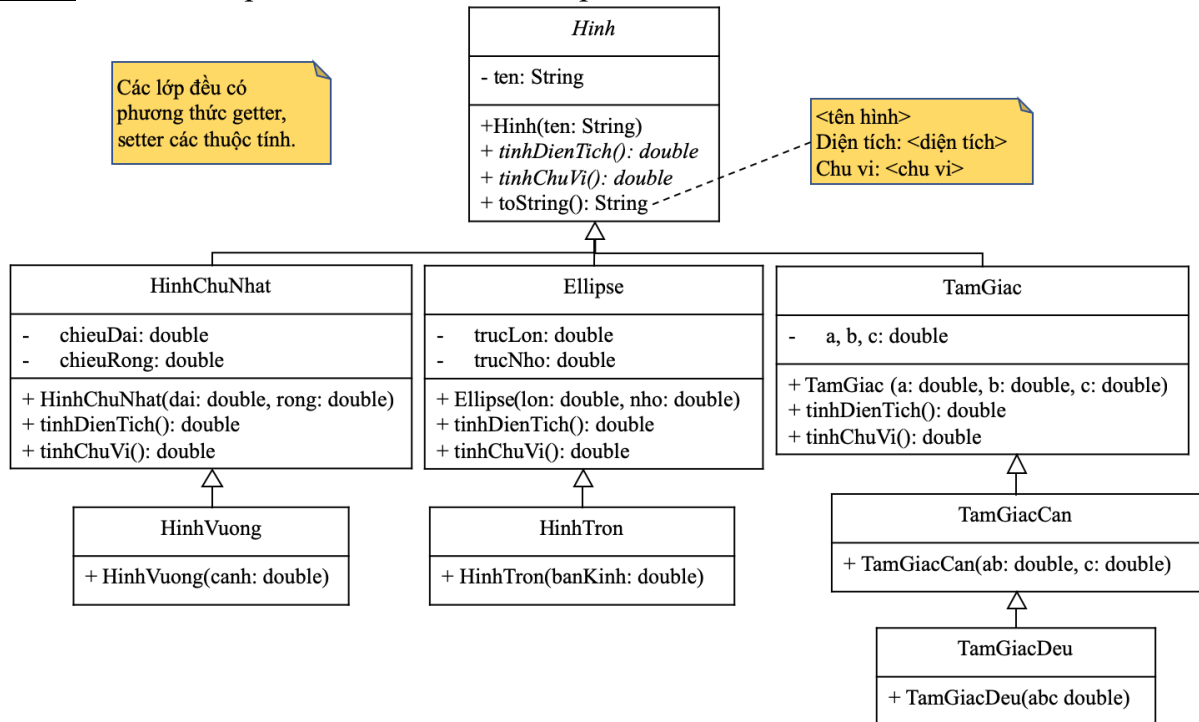 Hinh
- ten: String
+Hinh(ten: String)
+ tinhDienTich(): double
+ tinhChuVi(): double
+ toString(): String
Các lớp đều có
phương thức getter,
setter các thuộc tính.
<tên hình>
Diện tích: <diện tích>
Chu vi: <chu vi>
HinhChuNhat
- chieuDai: double
- chieuRong: double
+ HinhChuNhat(dai: double, rong: double)
+ tinhDienTich(): double
+ tinhChuVi(): double
Ellipse
- trucLon: double
- trucNho: double
+ Ellipse(lon: double, nho: double)
+ tinhDienTich(): double
+ tinhChuVi(): double
TamGiac
- a, b, c: double
+ TamGiac (a: double, b: double, c: double)
+ tinhDienTich(): double
+ tinhChuVi(): double
HinhVuong
+ HinhVuong(canh: double)
HinhTron
+ HinhTron(banKinh: double)
TamGiacCan
+ TamGiacCan(ab: double, c: double)
TamGiacDeu
+ TamGiacDeu(abc double)